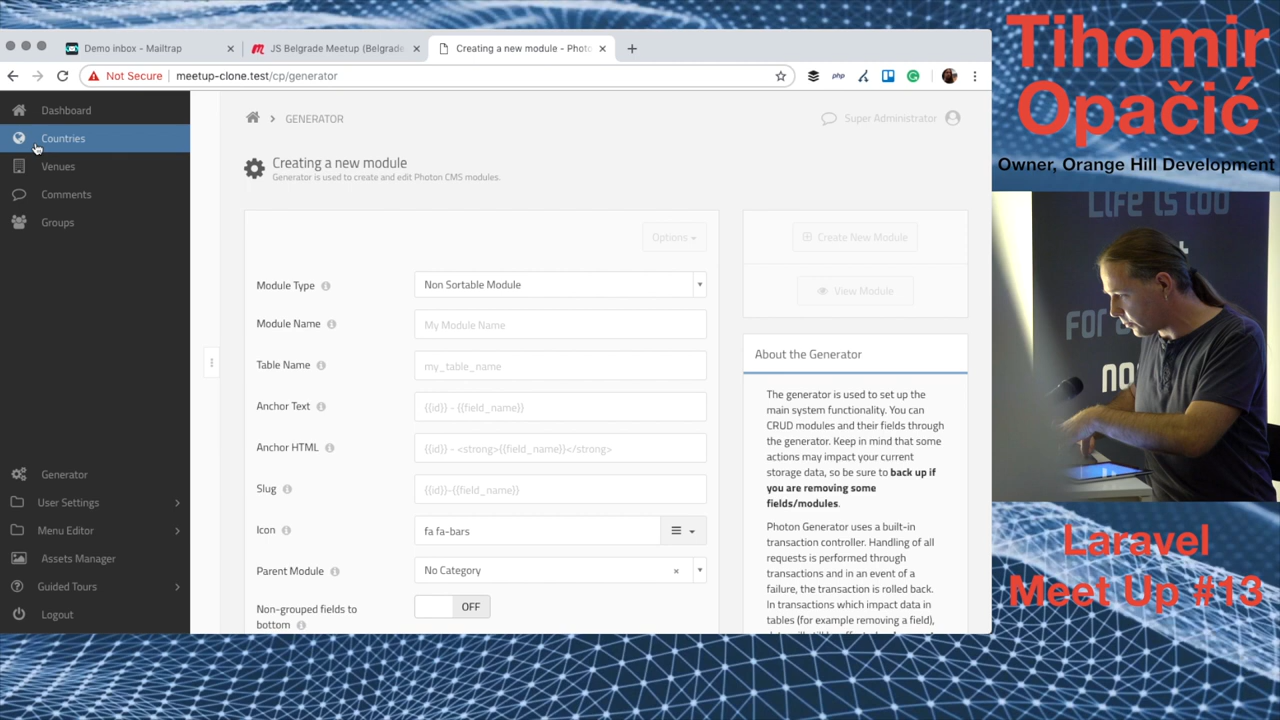 Demo inbox - Mailtrap
JS Belgrade Meetup (Belgrade,
Creating a new module - Photo
Not Secure
meetup-clone.test/cp/generator
php
Dashboard
Countries
Venues
Comments
Groups
Generator
User Settings
Menu Editor
Assets Manager
Guided Tours
Logout
GENERATOR
Super Administrator
Creating a new module
Generator is used to create and edit Photon CMS modules.
Options
Module Type
Non Sortable Module
Module Name
My Module Name
Table Name
my_table_name
Anchor Text
{{id}} - {{field_name}}
Anchor HTML
{{id}} - <strong>{{field_name}}</strong>
Slug
{{id}}-{{field_name}}
Icon
fa fa-bars
Parent Module
No Category
Non-grouped fields to
bottom
OFF
Create New Module
View Module
About the Generator
The generator is used to set up the
main system functionality. You can
CRUD modules and their fields through
the generator. Keep in mind that some
actions may impact your current
storage data, so be sure to back up if
you are removing some
fields/modules.
Photon Generator uses a built-in
transaction controller. Handling of all
requests is performed through
transactions and in an event of a
failure, the transaction is rolled back.
In transactions which impact data in
tables (for example removing a field),
Tihomir
Opačić
Owner, Orange Hill Development
Life is too
Laravel
Meet Up #13